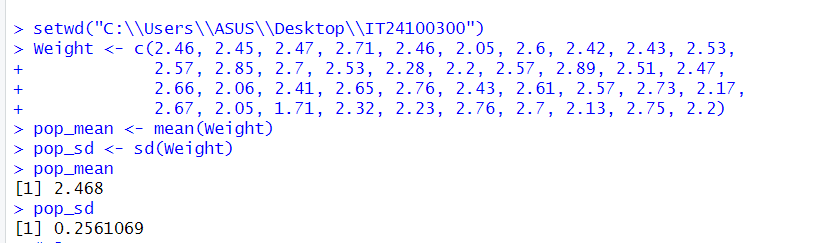 > setwd("C:\\Users\\ASUS\\Desktop\\IT24100300")
> Weight <- c(2.46, 2.45, 2.47, 2.71, 2.46, 2.05, 2.6, 2.42, 2.43, 2.53,
+             2.57, 2.85, 2.7, 2.53, 2.28, 2.2, 2.57, 2.89, 2.51, 2.47,
+             2.66, 2.06, 2.41, 2.65, 2.76, 2.43, 2.61, 2.57, 2.73, 2.17,
+             2.67, 2.05, 1.71, 2.32, 2.23, 2.76, 2.7, 2.13, 2.75, 2.2)
> pop_mean <- mean(Weight)
> pop_sd <- sd(Weight)
> pop_mean
[1] 2.468
> pop_sd
[1] 0.2561069